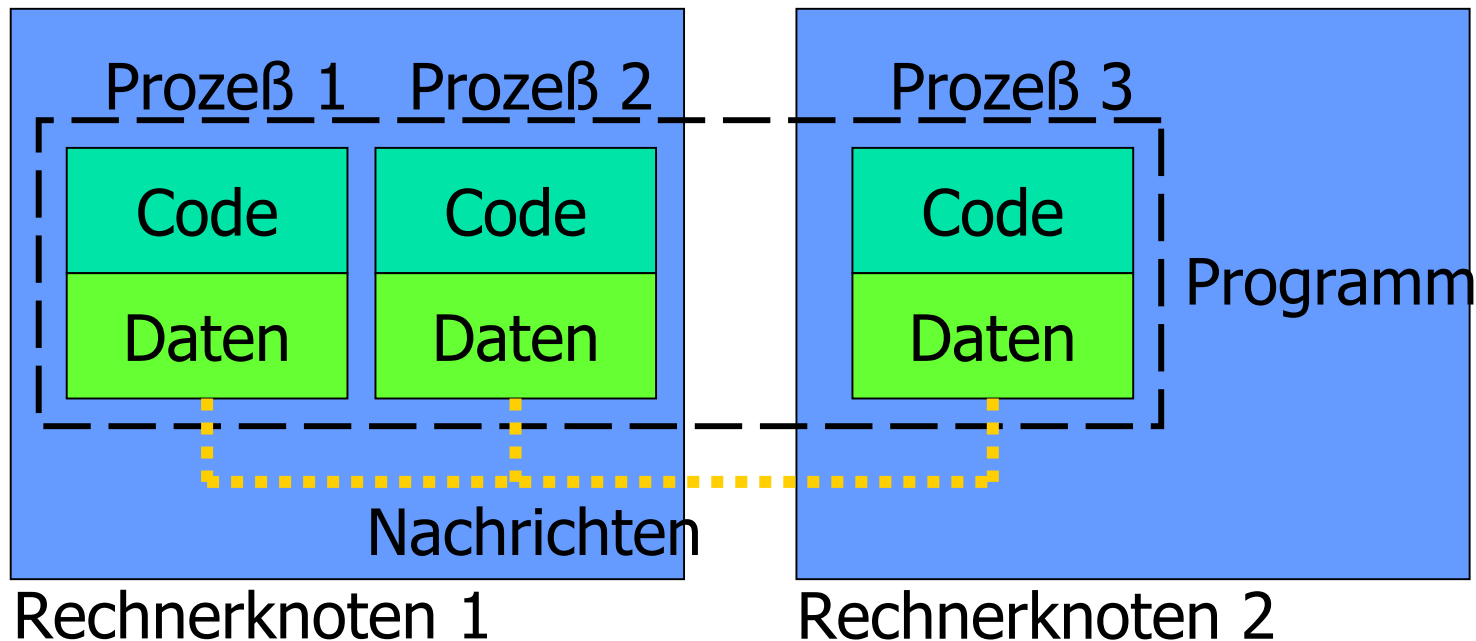 Prozeß 1 Prozeß 2 Prozeß 3
Code Code Code
Programm
Daten Daten Daten
Nachrichten
Rechnerknoten 1 Rechnerknoten 2